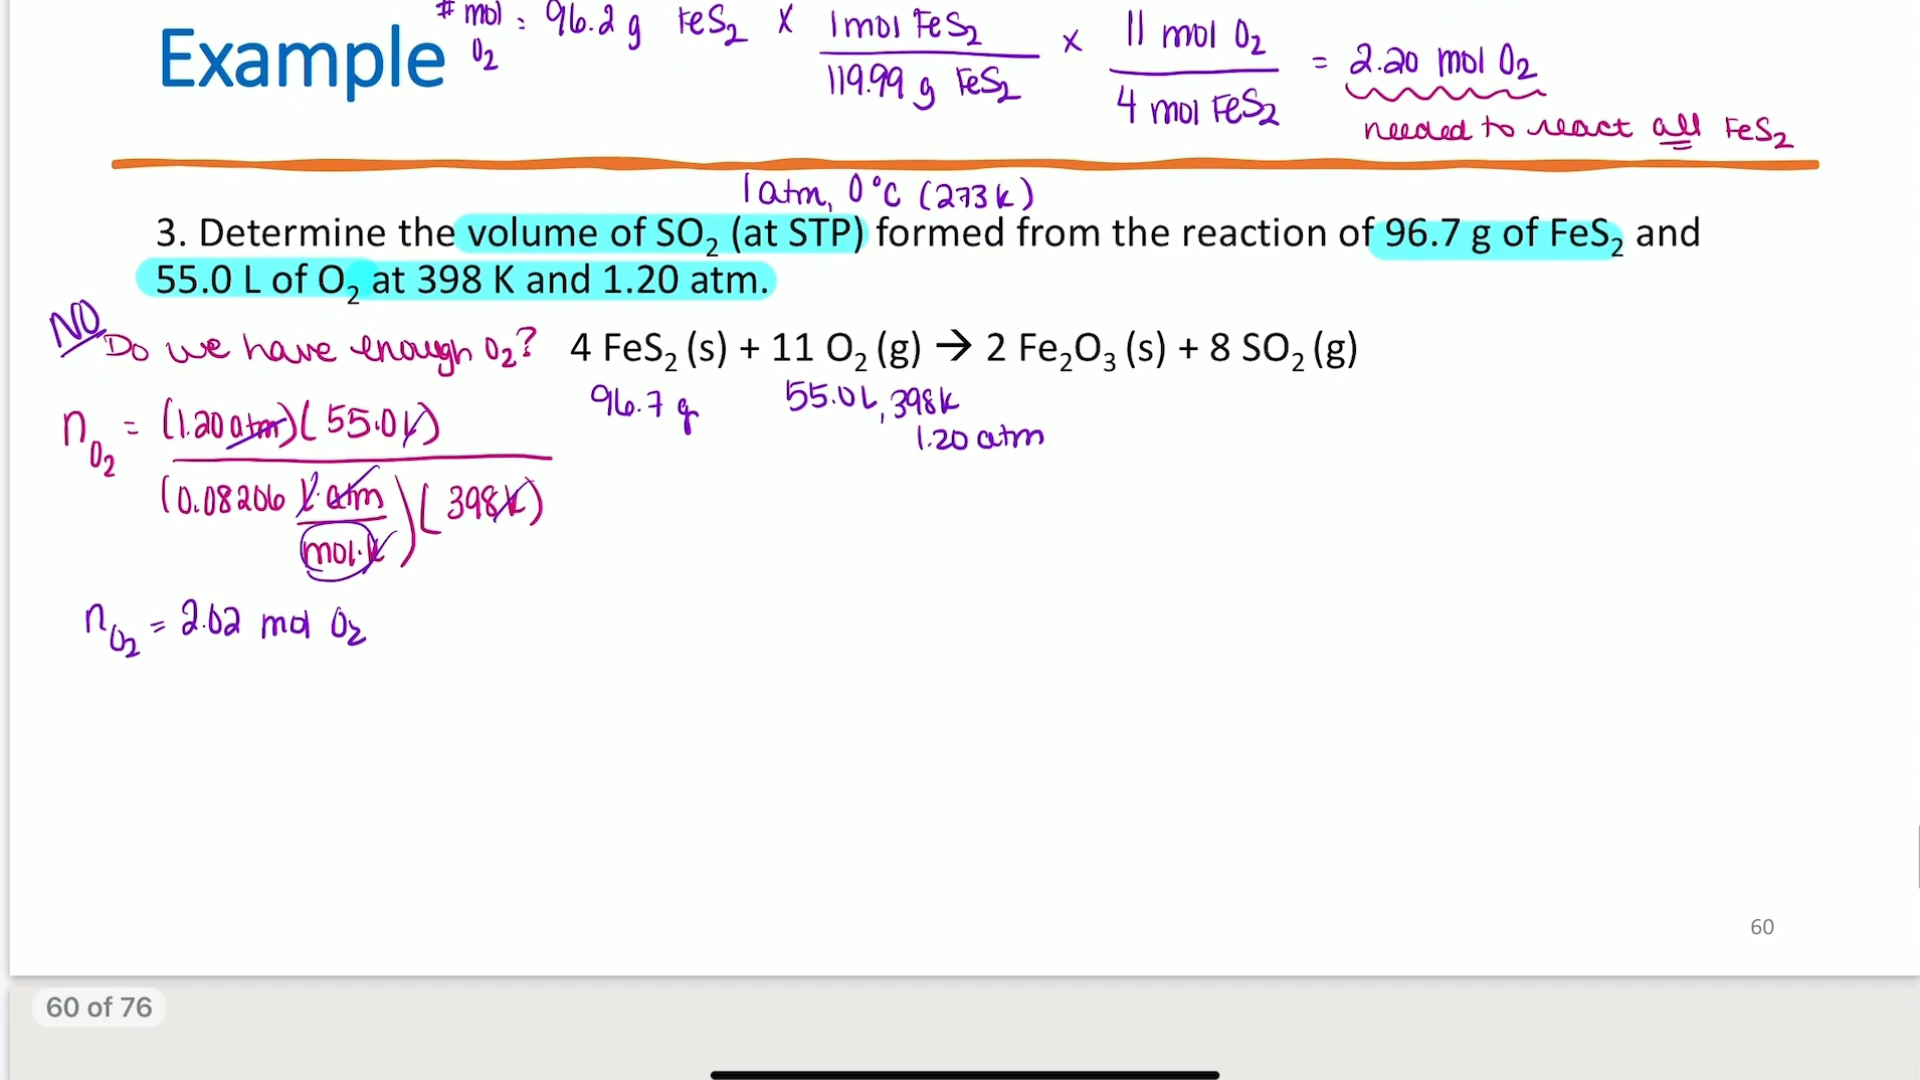 # mol O₂ : 96.2 g FeS₂ x 1 mol FeS₂ / 119.99 g FeS₂ x 11 mol O₂ / 4 mol FeS₂ = 2.20 mol O₂
Example
needed to react all FeS₂
1 atm, 0°C (273 K)
3. Determine the volume of SO₂ (at STP) formed from the reaction of 96.7 g of FeS₂ and
55.0 L of O₂ at 398 K and 1.20 atm.
NO
Do we have enough O₂?
4 FeS₂ (s) + 11 O₂ (g) → 2 Fe₂O₃ (s) + 8 SO₂ (g)
96.7 g
55.0 L, 398 K
1.20 atm
n O₂ = (1.20 atm)(55.0 L)
(0.08206 L·atm / mol·K)(398 K)
n O₂ = 2.02 mol O₂
60
60 of 76